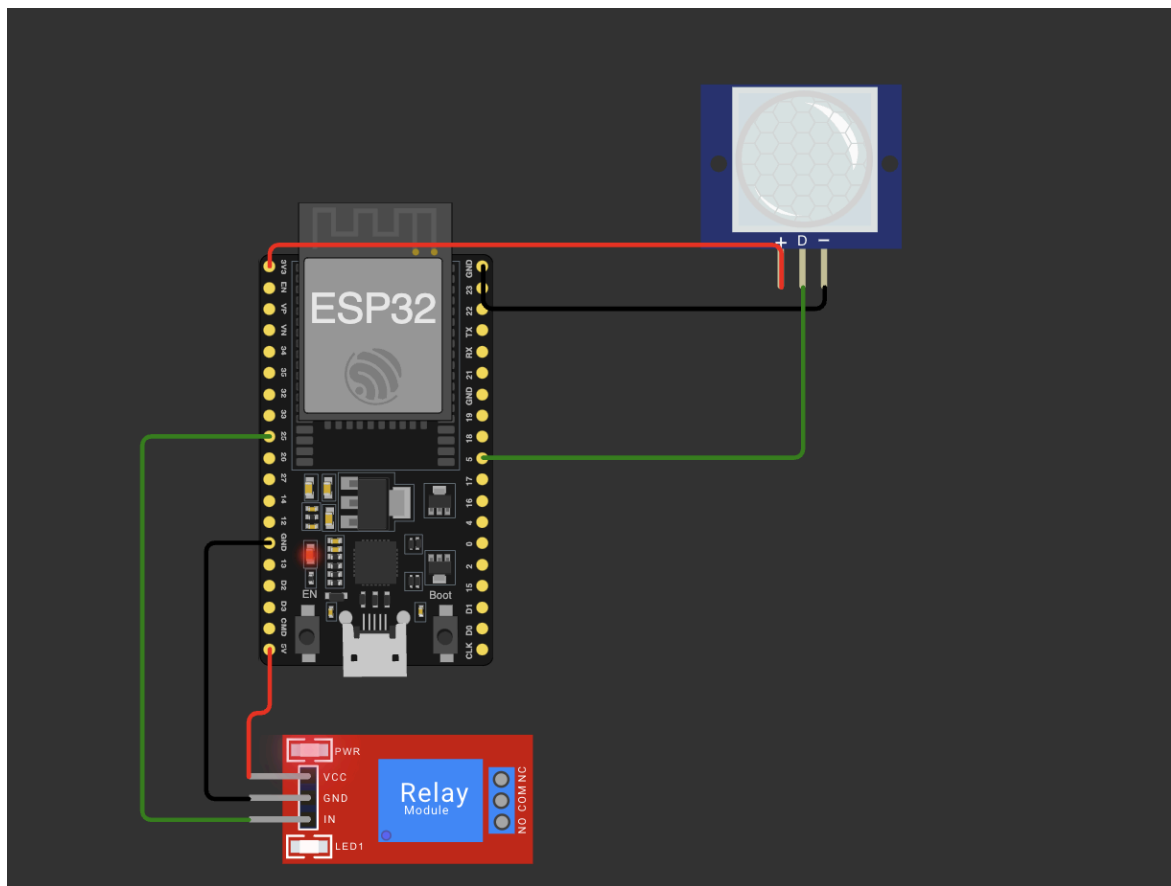 + D −
3V3
EN
VP
VN
34
35
32
33
25
26
27
14
12
GND
13
D2
D3
CMD
5V
ESP32
GND
23
22
TX
RX
21
GND
19
18
5
17
16
4
0
2
15
D1
D0
CLK
EN
Boot
PWR
VCC
GND
IN
LED1
Relay
Module
NO COM NC